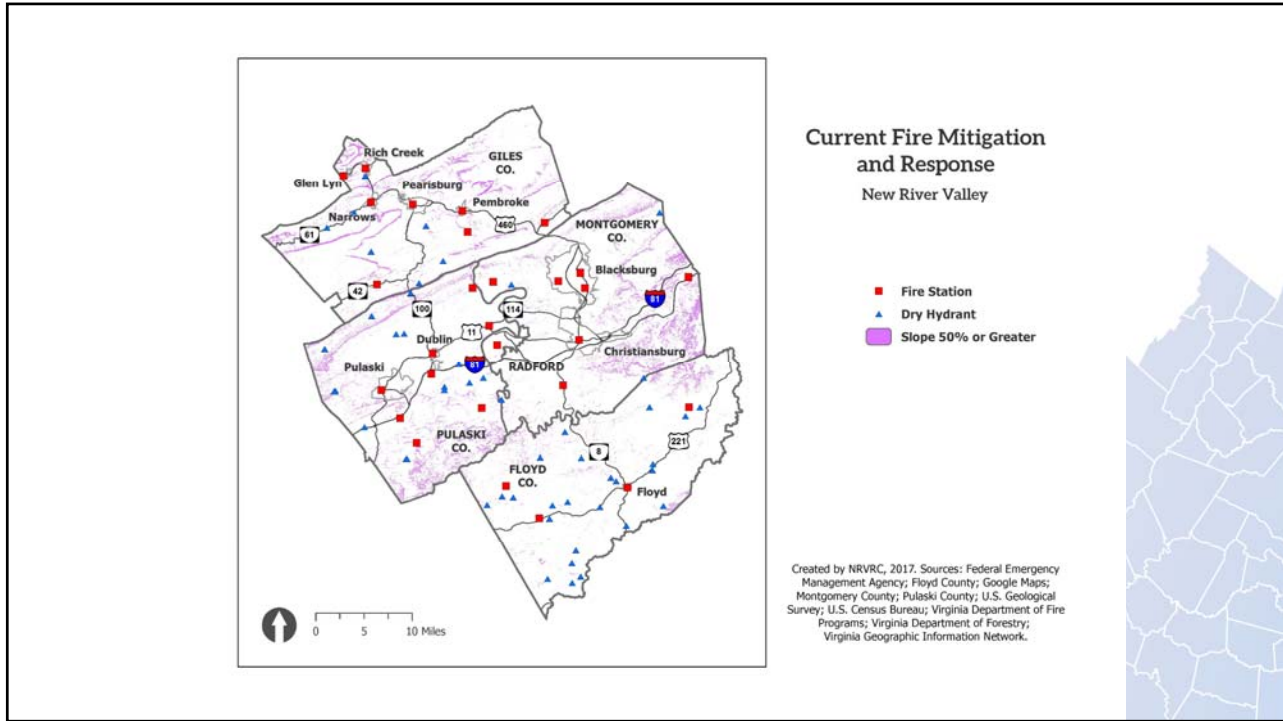 Current Fire Mitigation
and Response
New River Valley
Fire Station
Dry Hydrant
Slope 50% or Greater
Rich Creek
GILES
CO.
Glen Lyn
Pearisburg
Pembroke
Narrows
460
61
MONTGOMERY
CO.
Blacksburg
42
81
100
114
11
Dublin
Christiansburg
Pulaski
81
RADFORD
PULASKI
CO.
221
8
FLOYD
CO.
Floyd
0 5 10 Miles
Created by NRVRC, 2017. Sources: Federal Emergency
Management Agency; Floyd County; Google Maps;
Montgomery County; Pulaski County; U.S. Geological
Survey; U.S. Census Bureau; Virginia Department of Fire
Programs; Virginia Department of Forestry;
Virginia Geographic Information Network.